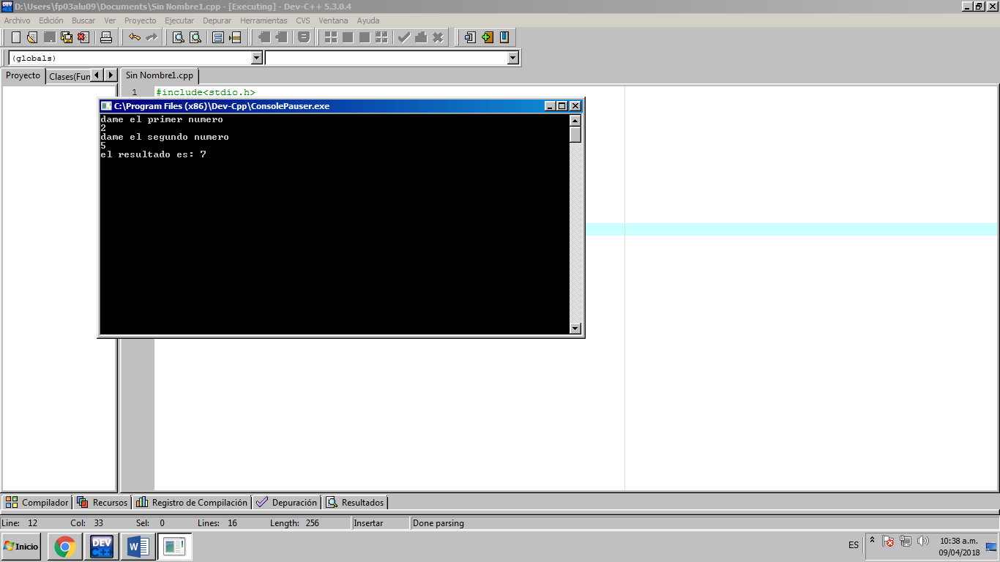 D:\Users\fp03alu09\Documents\Sin Nombre1.cpp - [Executing] - Dev-C++ 5.3.0.4
Archivo Edición Buscar Ver Proyecto Ejecutar Depurar Herramientas CVS Ventana Ayuda
(globals)
Proyecto Clases(Fun Sin Nombre1.cpp
1 #include<stdio.h>
C:\Program Files (x86)\Dev-Cpp\ConsolePauser.exe
dame el primer numero
2
dame el segundo numero
5
el resultado es: 7
Compilador Recursos Registro de Compilación Depuración Resultados
Line: 12 Col: 33 Sel: 0 Lines: 16 Length: 256 Insertar Done parsing
Inicio DEV C++ W ES 10:38 a.m.
09/04/2018